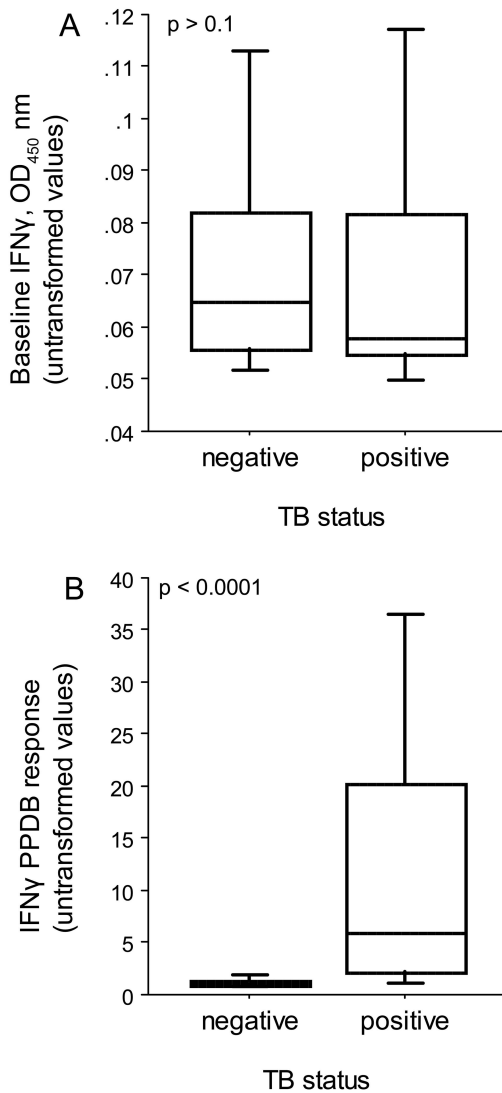 A
p > 0.1
Baseline IFNγ, OD450 nm
(untransformed values)
.12
.11
.1
.09
.08
.07
.06
.05
.04
negative positive
TB status
B
p < 0.0001
IFNγ PPDB response
(untransformed values)
40
35
30
25
20
15
10
5
0
negative positive
TB status